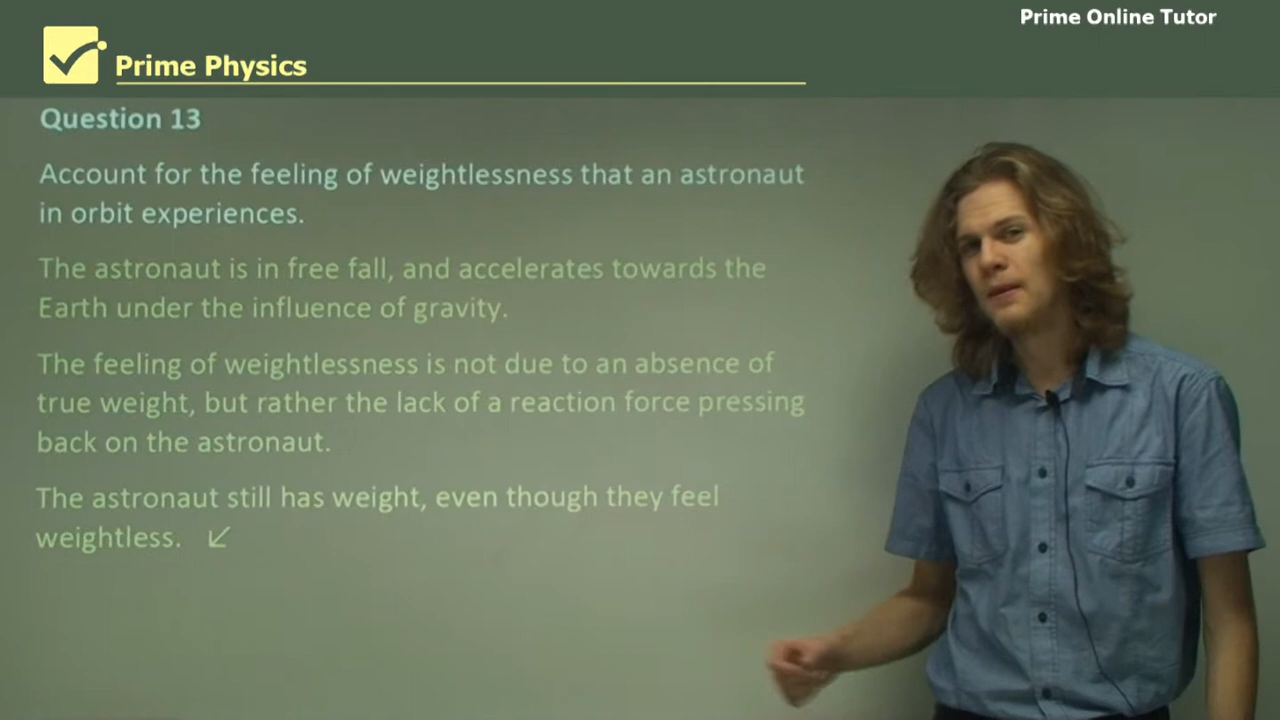 Prime Online Tutor
Prime Physics
Question 13
Account for the feeling of weightlessness that an astronaut
in orbit experiences.
The astronaut is in free fall, and accelerates towards the
Earth under the influence of gravity.
The feeling of weightlessness is not due to an absence of
true weight, but rather the lack of a reaction force pressing
back on the astronaut.
The astronaut still has weight, even though they feel
weightless.